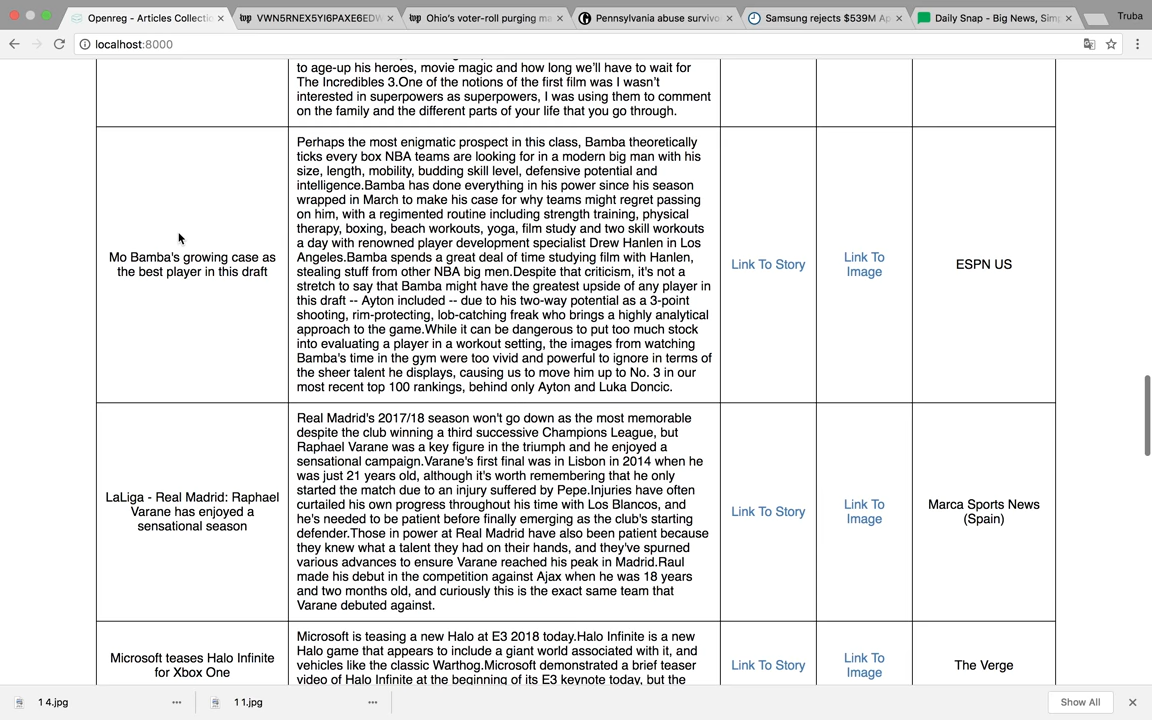 Openreg - Articles Collectio
VWN5RNEX5YI6PAXE6EDW
Ohio's voter-roll purging ma
Pennsylvania abuse survivo
Samsung rejects $539M Ap
Daily Snap - Big News, Sim
Truba
localhost:8000
to age-up his heroes, movie magic and how long we'll have to wait for
The Incredibles 3.One of the notions of the first film was I wasn't
interested in superpowers as superpowers, I was using them to comment
on the family and the different parts of your life that you go through.
Mo Bamba's growing case as
the best player in this draft
Perhaps the most enigmatic prospect in this class, Bamba theoretically
ticks every box NBA teams are looking for in a modern big man with his
size, length, mobility, budding skill level, defensive potential and
intelligence.Bamba has done everything in his power since his season
wrapped in March to make his case for why teams might regret passing
on him, with a regimented routine including strength training, physical
therapy, boxing, beach workouts, yoga, film study and two skill workouts
a day with renowned player development specialist Drew Hanlen in Los
Angeles.Bamba spends a great deal of time studying film with Hanlen,
stealing stuff from other NBA big men.Despite that criticism, it's not a
stretch to say that Bamba might have the greatest upside of any player in
this draft -- Ayton included -- due to his two-way potential as a 3-point
shooting, rim-protecting, lob-catching freak who brings a highly analytical
approach to the game.While it can be dangerous to put too much stock
into evaluating a player in a workout setting, the images from watching
Bamba's time in the gym were too vivid and powerful to ignore in terms of
the sheer talent he displays, causing us to move him up to No. 3 in our
most recent top 100 rankings, behind only Ayton and Luka Doncic.
Link To Story
Link To
Image
ESPN US
LaLiga - Real Madrid: Raphael
Varane has enjoyed a
sensational season
Real Madrid's 2017/18 season won't go down as the most memorable
despite the club winning a third successive Champions League, but
Raphael Varane was a key figure in the triumph and he enjoyed a
sensational campaign.Varane's first final was in Lisbon in 2014 when he
was just 21 years old, although it's worth remembering that he only
started the match due to an injury suffered by Pepe.Injuries have often
curtailed his own progress throughout his time with Los Blancos, and
he's needed to be patient before finally emerging as the club's starting
defender.Those in power at Real Madrid have also been patient because
they knew what a talent they had on their hands, and they've spurned
various advances to ensure Varane reached his peak in Madrid.Raul
made his debut in the competition against Ajax when he was 18 years
and two months old, and curiously this is the exact same team that
Varane debuted against.
Link To Story
Link To
Image
Marca Sports News
(Spain)
Microsoft teases Halo Infinite
for Xbox One
Microsoft is teasing a new Halo at E3 2018 today.Halo Infinite is a new
Halo game that appears to include a giant world associated with it, and
vehicles like the classic Warthog.Microsoft demonstrated a brief teaser
video of Halo Infinite at the beginning of its E3 keynote today, but the
Link To Story
Link To
Image
The Verge
1 4.jpg
1 1.jpg
Show All